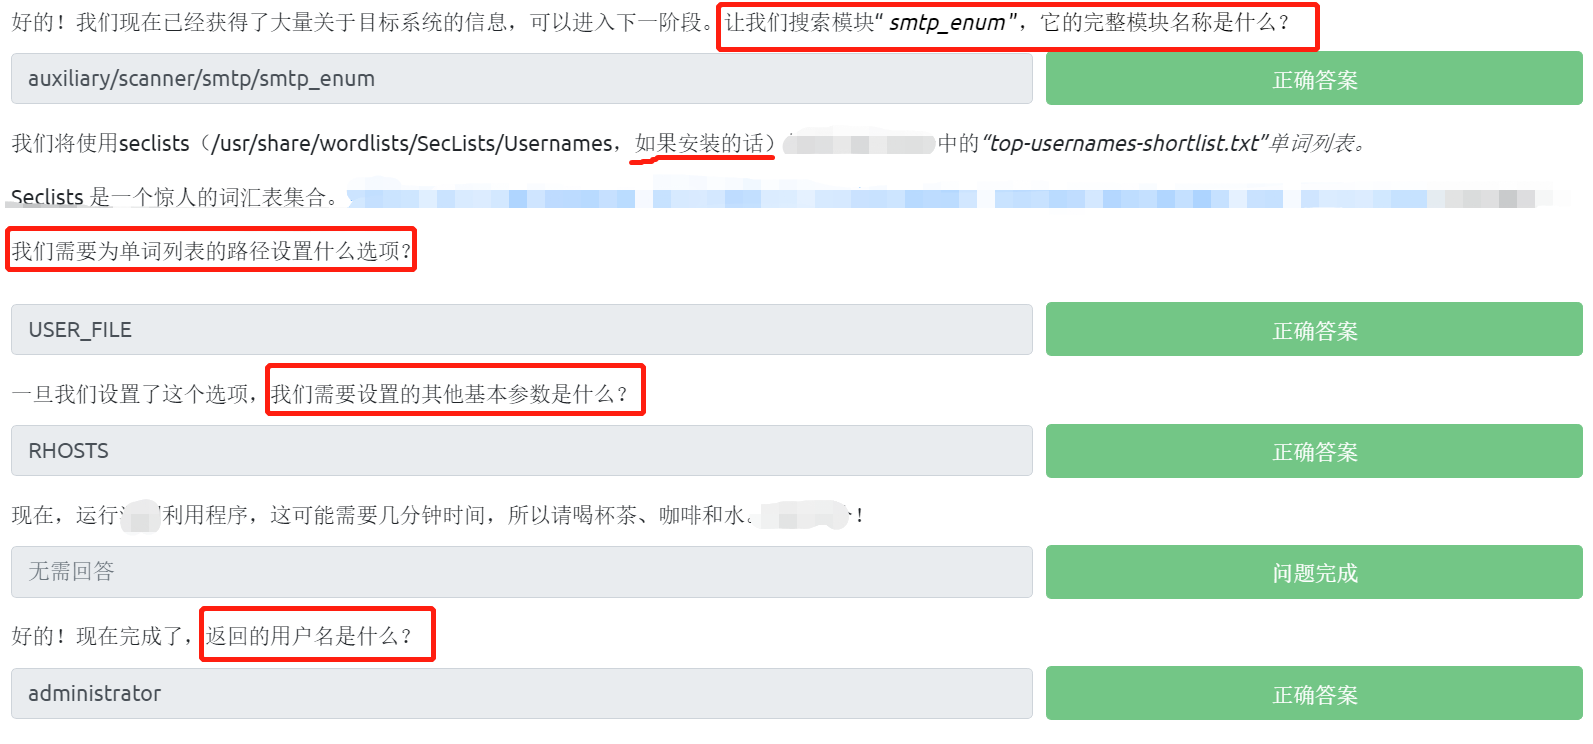 好的！我们现在已经获得了大量关于目标系统的信息，可以进入下一阶段。让我们搜索模块“ smtp_enum”，它的完整模块名称是什么？
auxiliary/scanner/smtp/smtp_enum
正确答案
我们将使用seclists（/usr/share/wordlists/SecLists/Usernames，如果安装的话） 中的“top-usernames-shortlist.txt”单词列表。
Seclists 是一个惊人的词汇表集合。
我们需要为单词列表的路径设置什么选项？
USER_FILE
正确答案
一旦我们设置了这个选项，我们需要设置的其他基本参数是什么？
RHOSTS
正确答案
现在，运行 利用程序，这可能需要几分钟时间，所以请喝杯茶、咖啡和水。 ！
无需回答
问题完成
好的！现在完成了，返回的用户名是什么？
administrator
正确答案